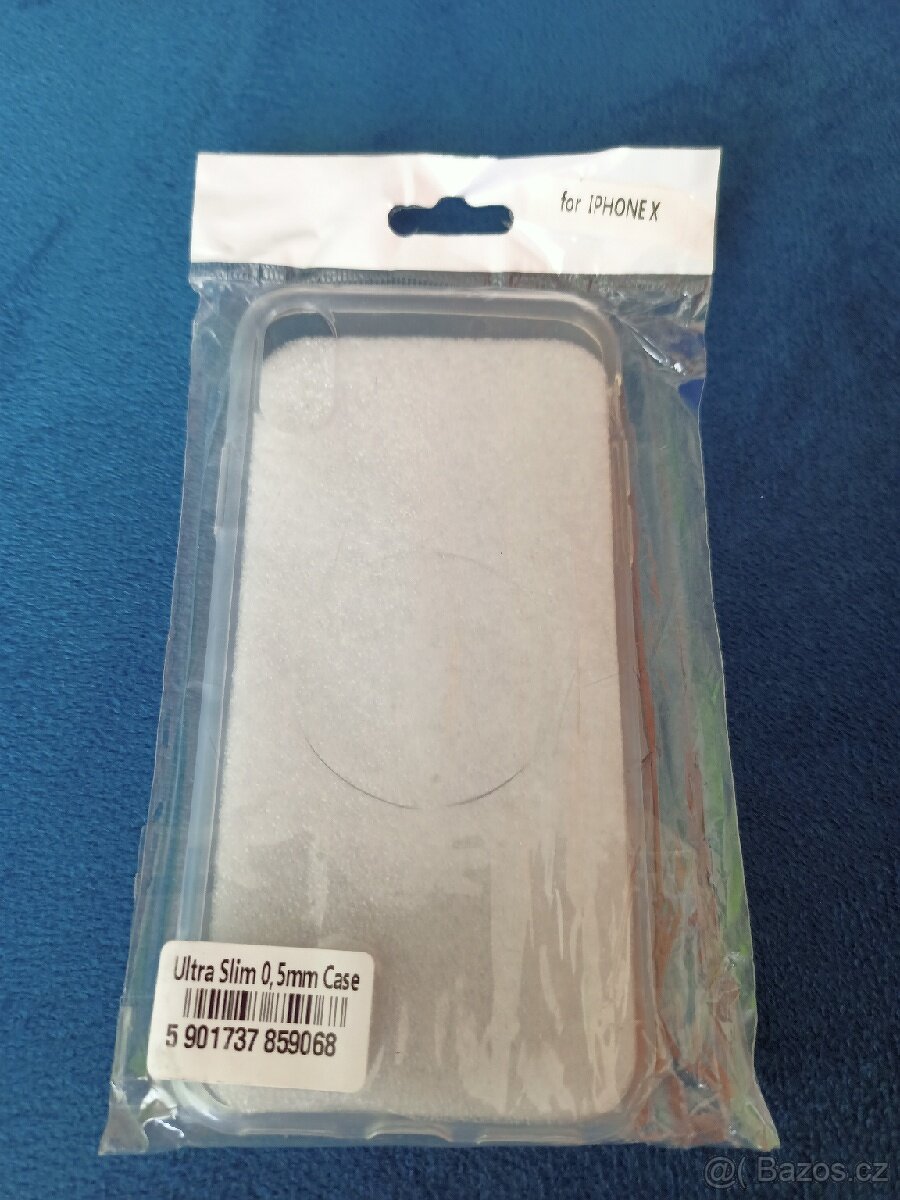 for IPHONE X
Ultra Slim 0,5mm Case
5 901737 859068
@( Bazos.cz